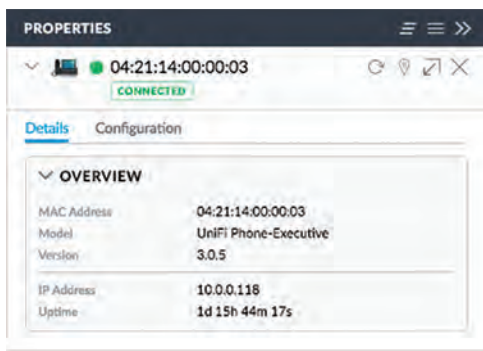 PROPERTIES
04:21:14:00:00:03
CONNECTED
Details Configuration
OVERVIEW
MAC Address 04:21:14:00:00:03
Model UniFi Phone-Executive
Version 3.0.5
IP Address 10.0.0.118
Uptime 1d 15h 44m 17s